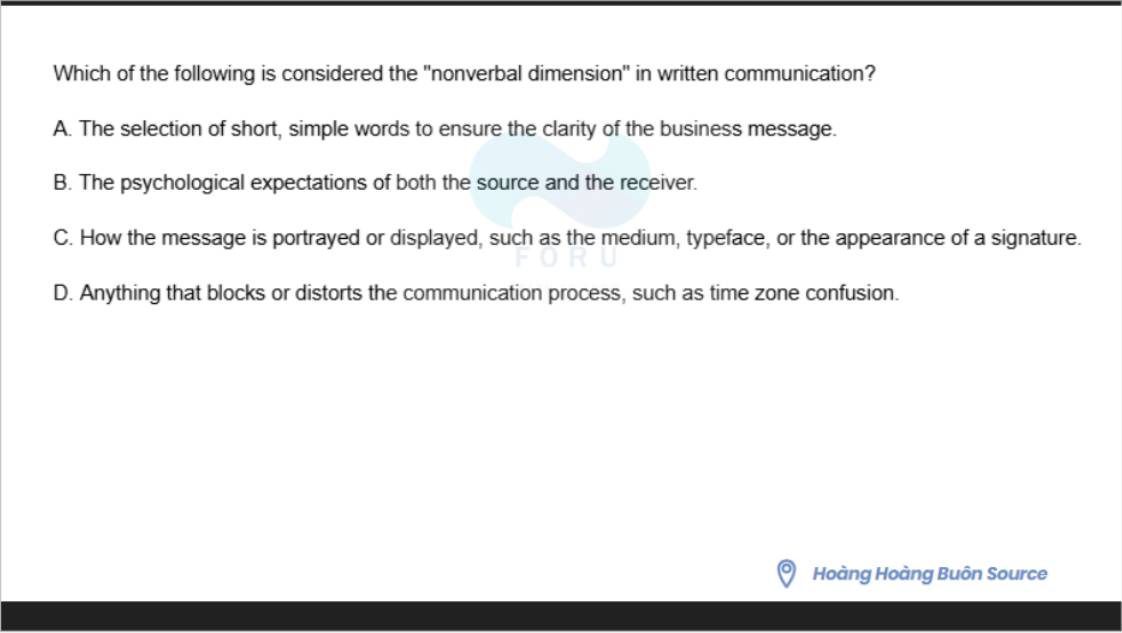 Which of the following is considered the "nonverbal dimension" in written communication?
A. The selection of short, simple words to ensure the clarity of the business message.
B. The psychological expectations of both the source and the receiver.
C. How the message is portrayed or displayed, such as the medium, typeface, or the appearance of a signature.
FORU
D. Anything that blocks or distorts the communication process, such as time zone confusion.
Hoàng Hoàng Buôn Source